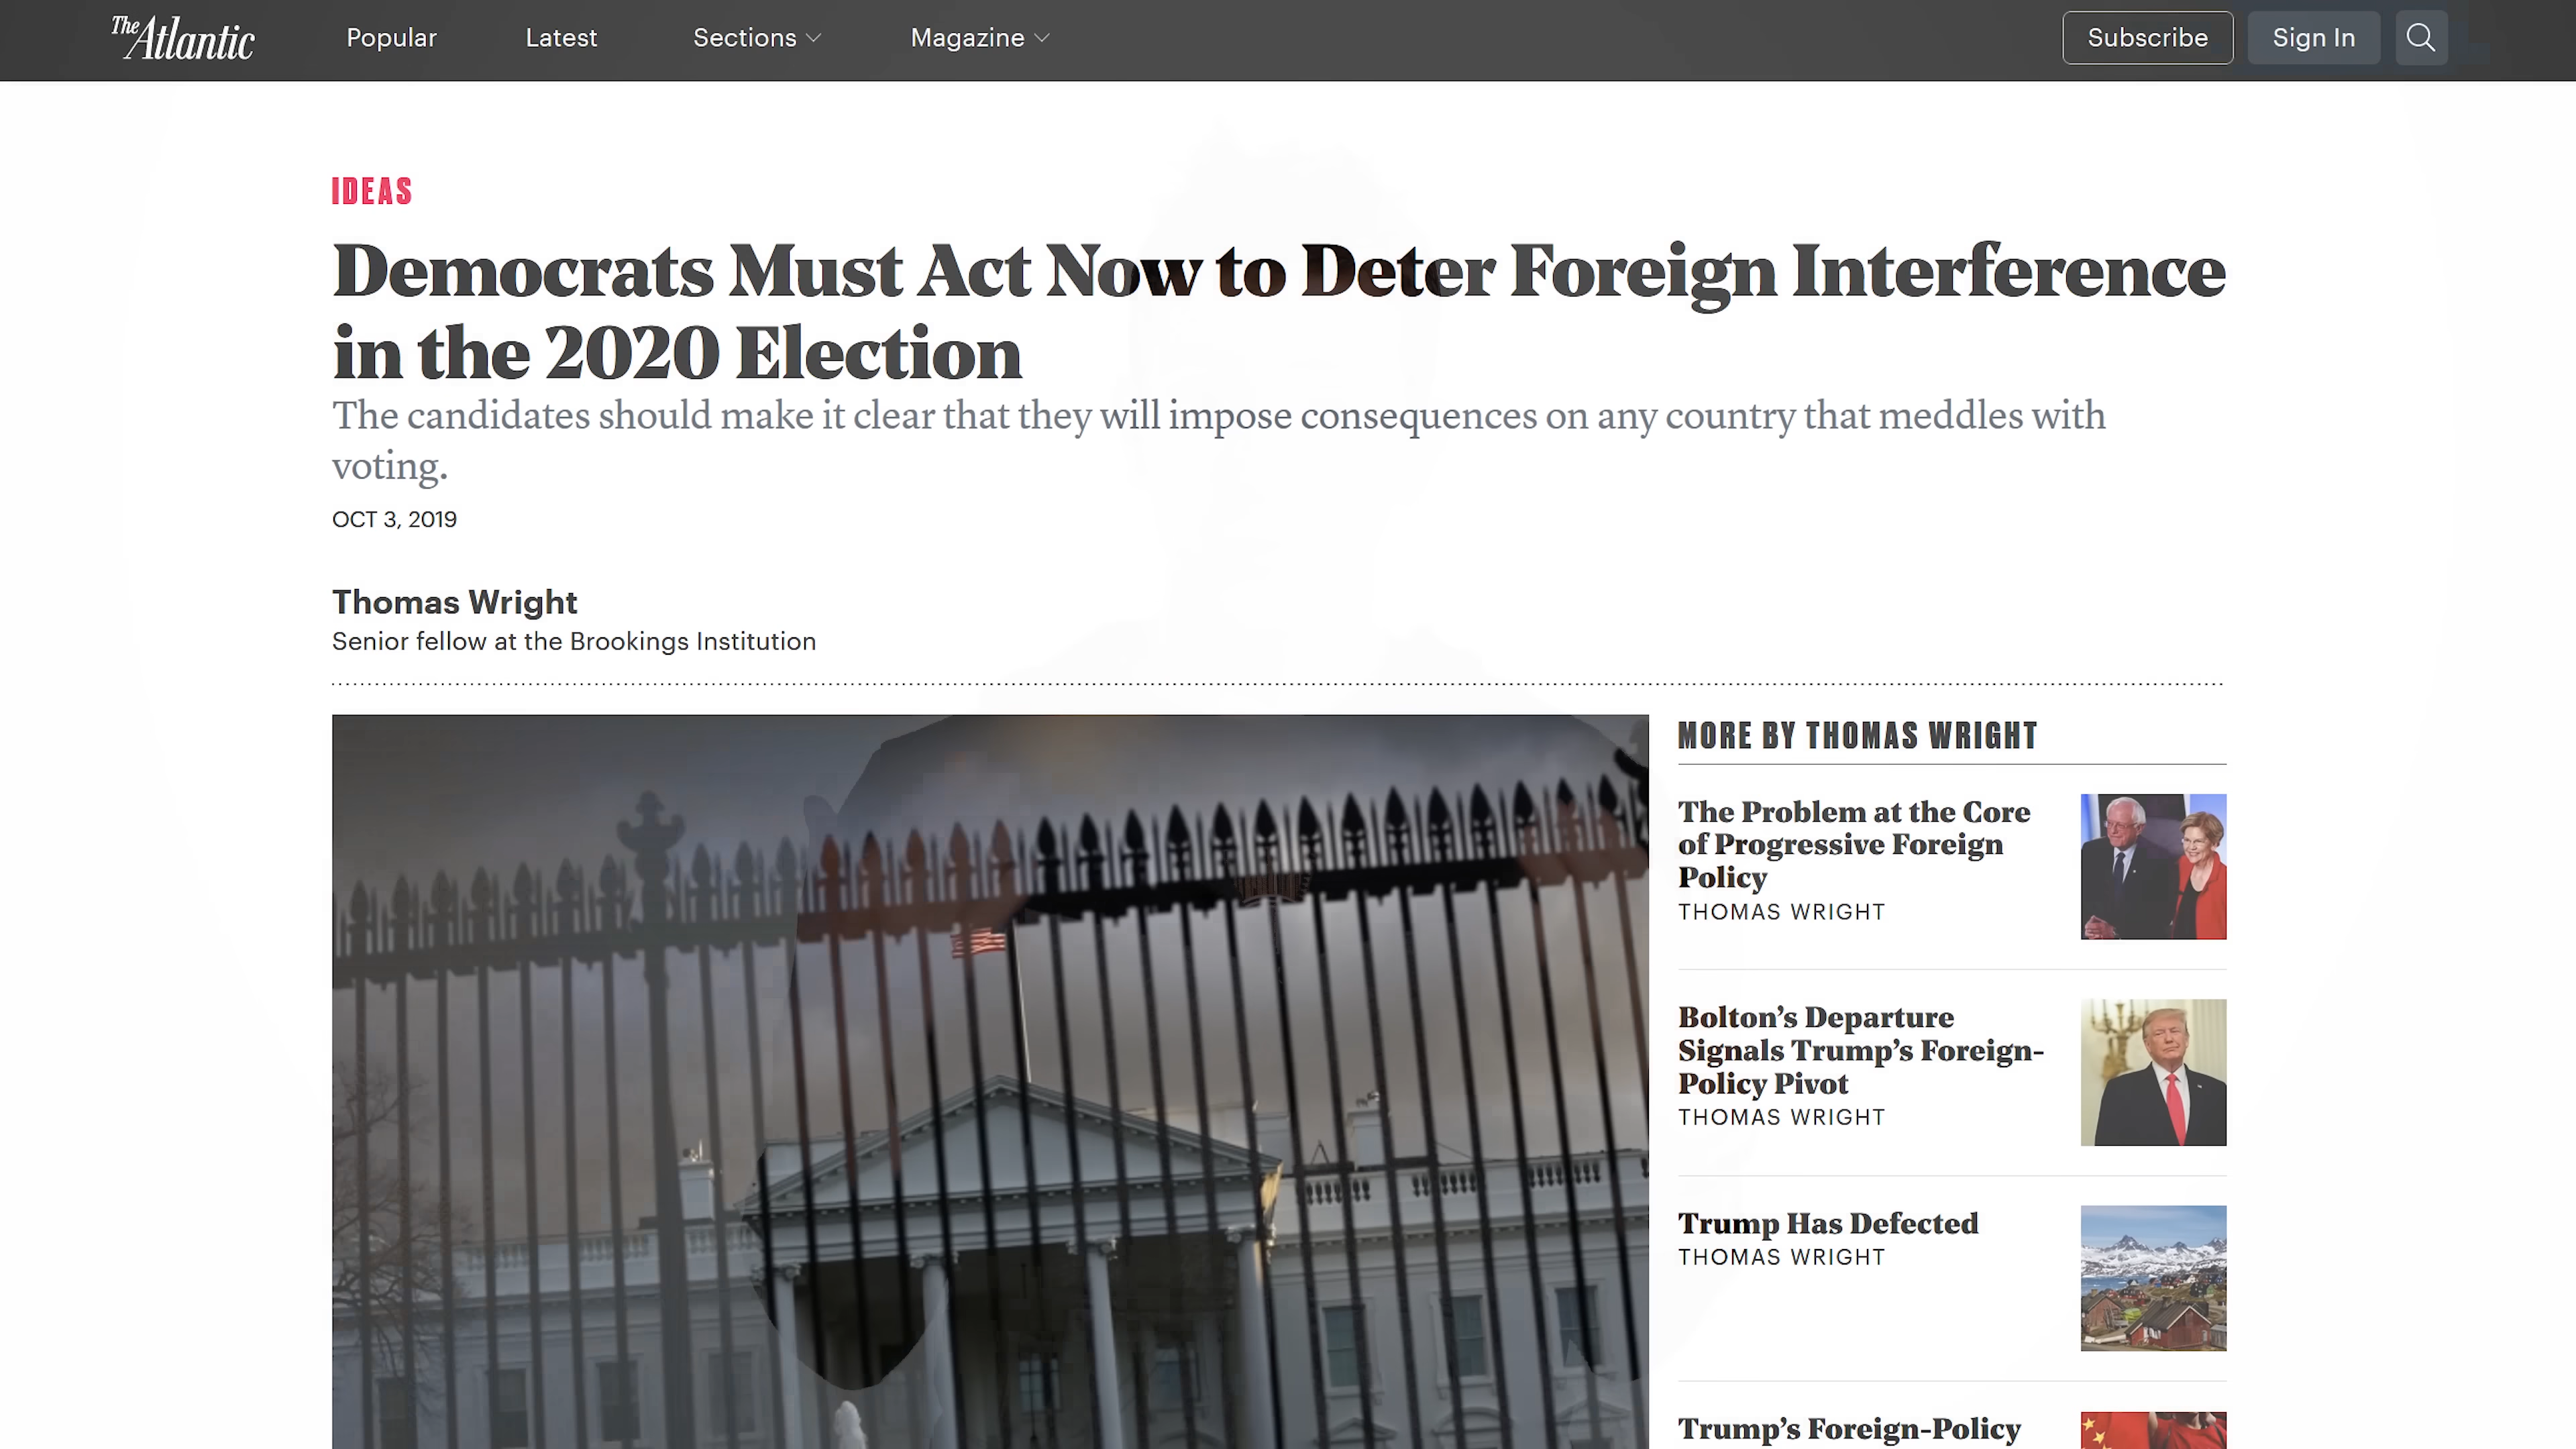 The Atlantic Popular Latest Sections Magazine Subscribe Sign In
IDEAS
Democrats Must Act Now to Deter Foreign Interference
in the 2020 Election
The candidates should make it clear that they will impose consequences on any country that meddles with
voting.
OCT 3, 2019
Thomas Wright
Senior fellow at the Brookings Institution
MORE BY THOMAS WRIGHT
The Problem at the Core
of Progressive Foreign
Policy
THOMAS WRIGHT
Bolton’s Departure
Signals Trump’s Foreign-
Policy Pivot
THOMAS WRIGHT
Trump Has Defected
THOMAS WRIGHT
Trump’s Foreign-Policy